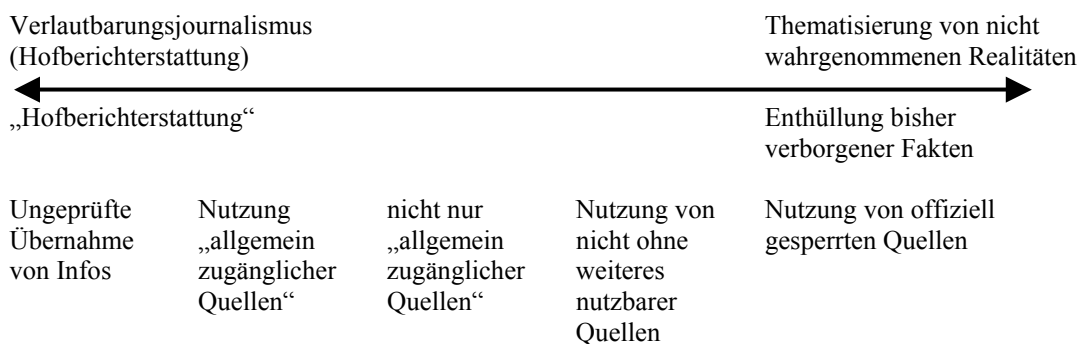 Verlautbarungsjournalismus
(Hofberichterstattung)
Thematisierung von nicht
wahrgenommenen Realitäten
„Hofberichterstattung“
Enthüllung bisher
verborgener Fakten
Ungeprüfte
Übernahme
von Infos
Nutzung
„allgemein
zugänglicher
Quellen“
nicht nur
„allgemein
zugänglicher
Quellen“
Nutzung von
nicht ohne
weiteres
nutzbarer
Quellen
Nutzung von offiziell
gesperrten Quellen